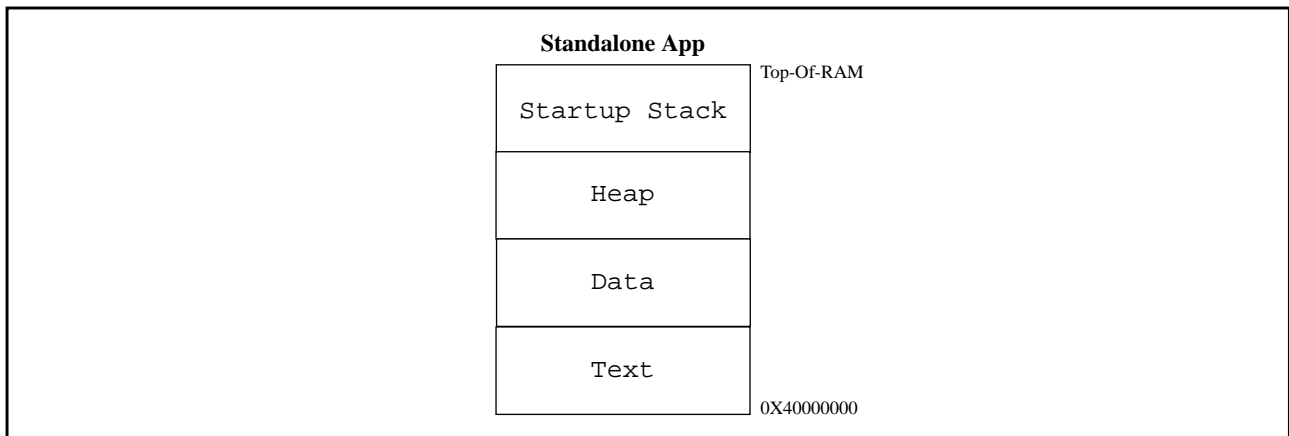 Standalone App
Top-Of-RAM
Startup Stack
Heap
Data
Text
0X40000000